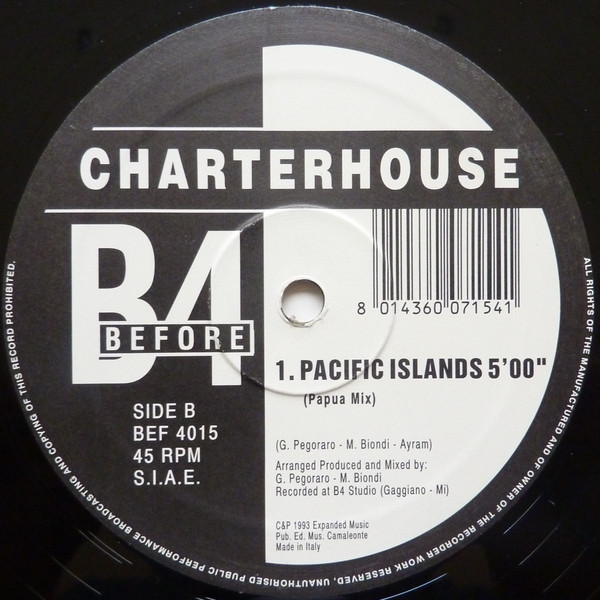 CHARTERHOUSE
B4
BEFORE
8 014360 071541
1. PACIFIC ISLANDS 5'00"
(Papua Mix)
SIDE B
BEF 4015
45 RPM
S.I.A.E.
(G. Pegoraro - M. Biondi - Ayram)
Arranged Produced and Mixed by:
G. Pegoraro - M. Biondi
Recorded at B4 Studio (Gaggiano - Mi)
C&P 1993 Expanded Music
Pub. Ed. Mus. Camaleonte
Made in Italy
ALL RIGHTS OF THE MANUFACTURED AND OF OWNER OF THE RECORDER WORK RESERVED, UNAUTHORISED PUBLIC PERFORMANCE BROADCASTING AND COPYING OF THIS RECORD PROHIBITED.